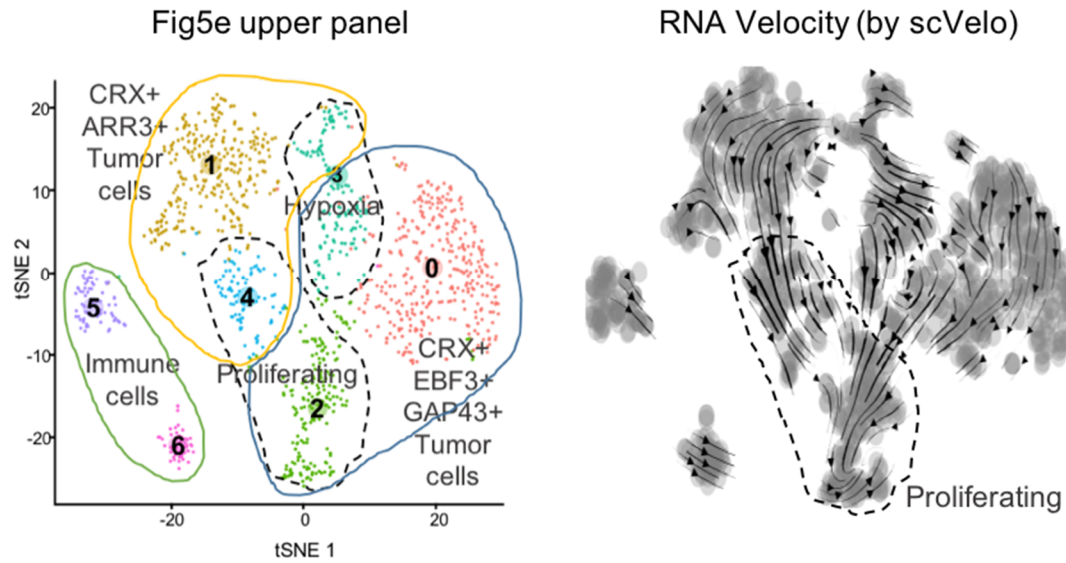 Fig5e upper panel
RNA Velocity (by scVelo)
CRX+
ARR3+
Tumor
cells
1
3
Hypoxia
0
4
5
Immune
cells
6
Proliferating
2
CRX+
EBF3+
GAP43+
Tumor
cells
20
10
0
-10
-20
tSNE 2
-20
0
20
tSNE 1
Proliferating